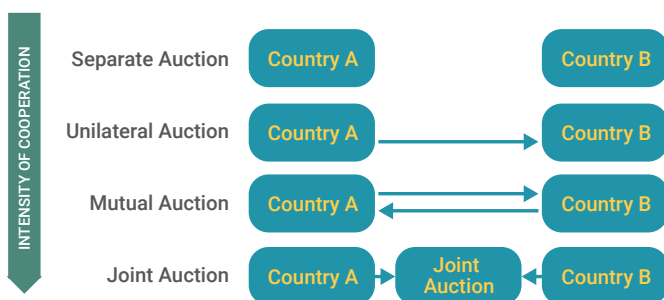 INTENSITY OF COOPERATION
Separate Auction Country A Country B
Unilateral Auction Country A Country B
Mutual Auction Country A Country B
Joint Auction Country A Joint Auction Country B